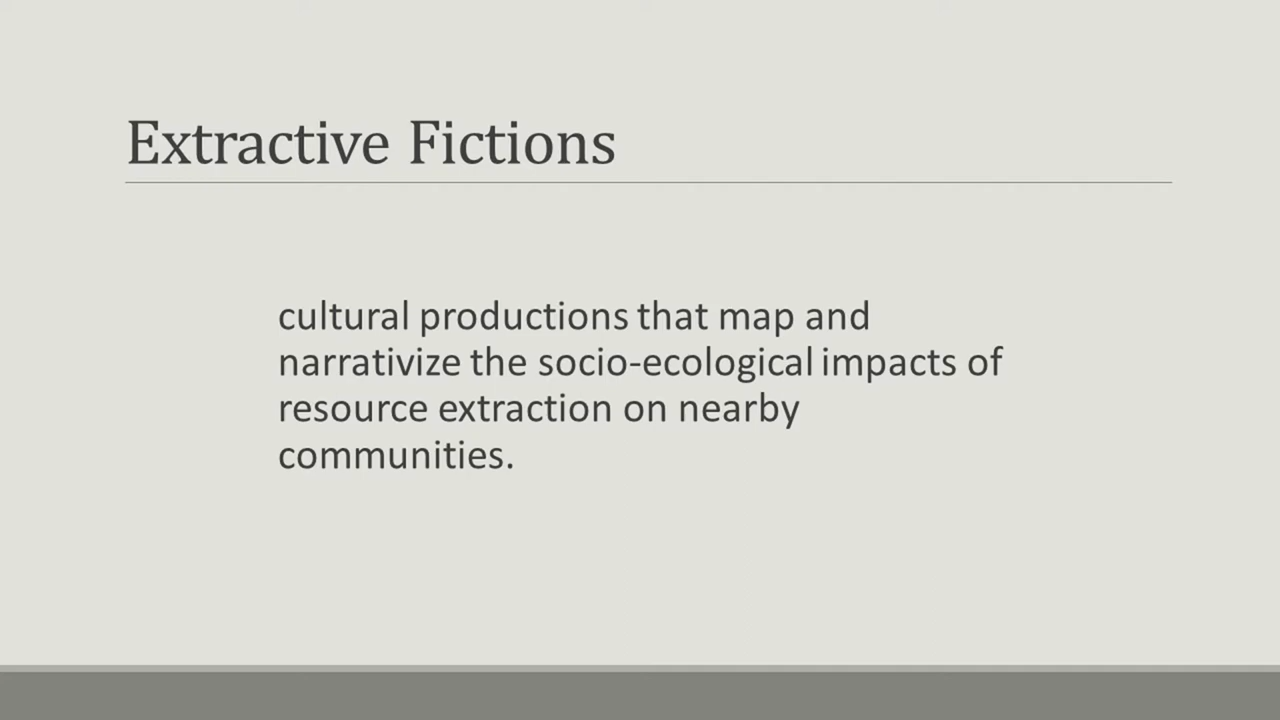 Extractive Fictions
cultural productions that map and
narrativize the socio-ecological impacts of
resource extraction on nearby
communities.